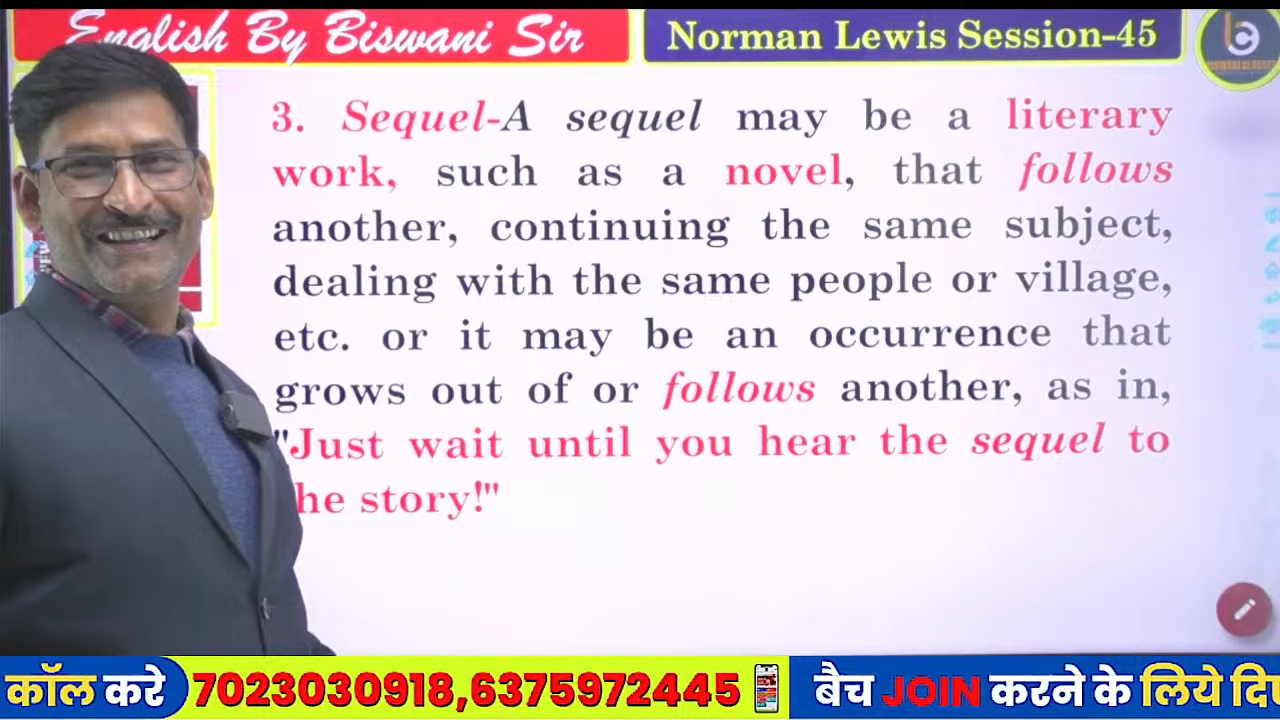 English By Biswani Sir
Norman Lewis Session-45
3. Sequel-A sequel may be a literary
work, such as a novel, that follows
another, continuing the same subject,
dealing with the same people or village,
etc. or it may be an occurrence that
grows out of or follows another, as in,
"Just wait until you hear the sequel to
he story!"
कॉल करे 7023030918,6375972445 बैच JOIN करने के लिये दि